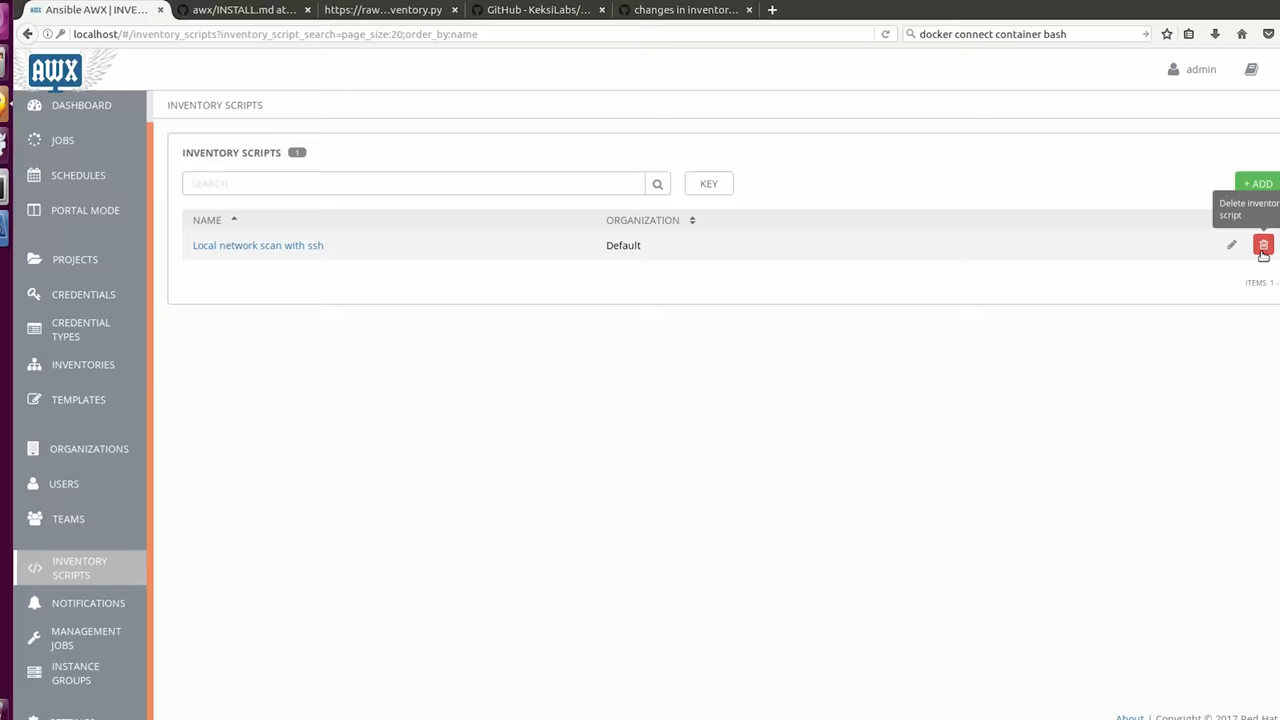 Ansible AWX | INVE...
awx/INSTALL.md at...
https://raw....ventory.py
GitHub - KeksiLabs/...
changes in inventor...
localhost/#/inventory_scripts?inventory_script_search=page_size:20;order_by:name
docker connect container bash
AWX
admin
DASHBOARD
INVENTORY SCRIPTS
JOBS
INVENTORY SCRIPTS 1
SCHEDULES
SEARCH
KEY
+ ADD
PORTAL MODE
Delete inventor
script
NAME
ORGANIZATION
Local network scan with ssh
Default
PROJECTS
ITEMS 1 -
CREDENTIALS
CREDENTIAL
TYPES
INVENTORIES
TEMPLATES
ORGANIZATIONS
USERS
TEAMS
INVENTORY
SCRIPTS
NOTIFICATIONS
MANAGEMENT
JOBS
INSTANCE
GROUPS
About | Copyright © 2017 Red Hat